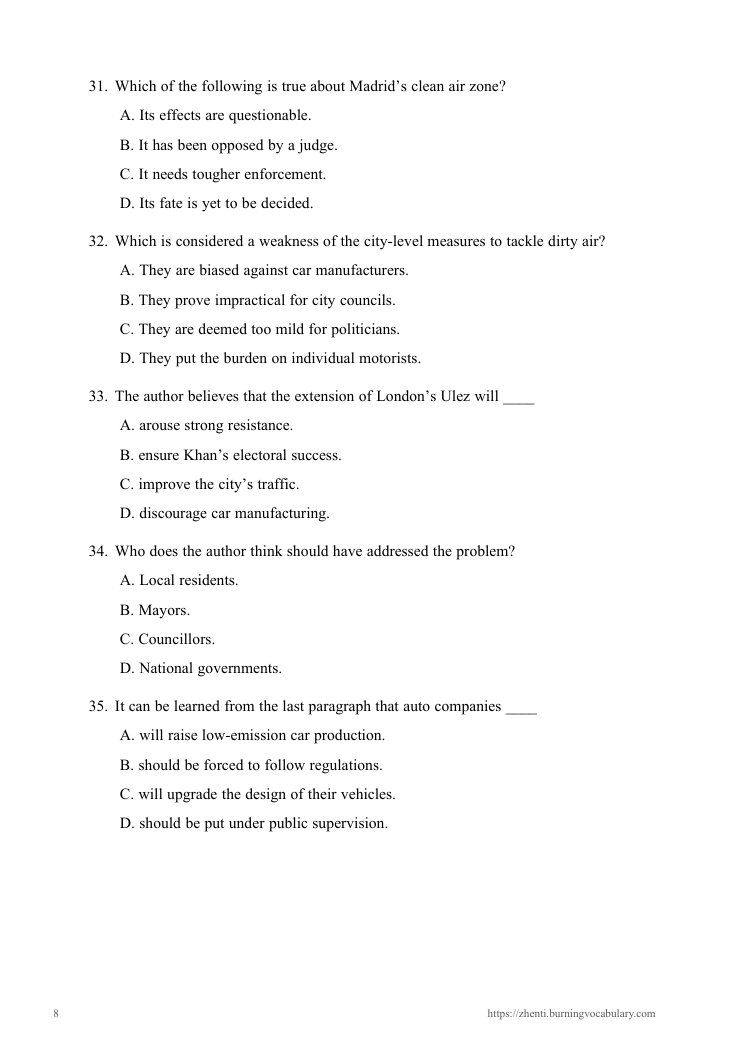 31. Which of the following is true about Madrid’s clean air zone?
A. Its effects are questionable.
B. It has been opposed by a judge.
C. It needs tougher enforcement.
D. Its fate is yet to be decided.
32. Which is considered a weakness of the city-level measures to tackle dirty air?
A. They are biased against car manufacturers.
B. They prove impractical for city councils.
C. They are deemed too mild for politicians.
D. They put the burden on individual motorists.
33. The author believes that the extension of London’s Ulez will ____
A. arouse strong resistance.
B. ensure Khan’s electoral success.
C. improve the city’s traffic.
D. discourage car manufacturing.
34. Who does the author think should have addressed the problem?
A. Local residents.
B. Mayors.
C. Councillors.
D. National governments.
35. It can be learned from the last paragraph that auto companies ____
A. will raise low-emission car production.
B. should be forced to follow regulations.
C. will upgrade the design of their vehicles.
D. should be put under public supervision.
8 https://zhenti.burningvocabulary.com